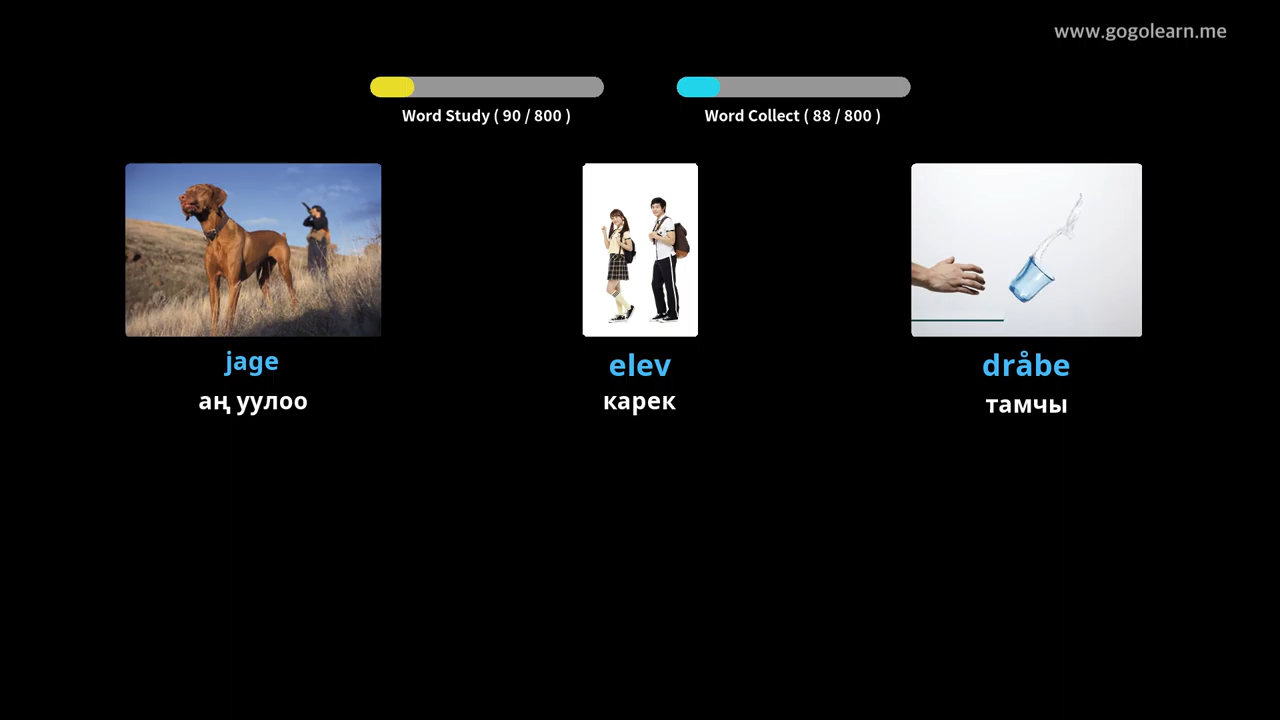 www.gogolearn.me
Word Study ( 90 / 800 )
Word Collect ( 88 / 800 )
jage
аң уулоо
elev
карек
dråbe
тамчы